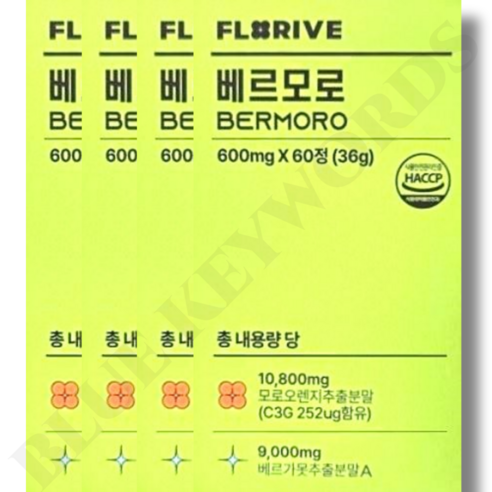 FL FL FL FLORIVE
베 베 베 베르모로
BE BE BE BERMORO
600 600 600 600mg X 60정 (36g)
HACCP
총 내 총 내 총 내 총 내용량 당
10,800mg
모로오렌지추출분말
(C3G 252ug함유)
9,000mg
베르가못추출분말A
BLUE KEYWORDS